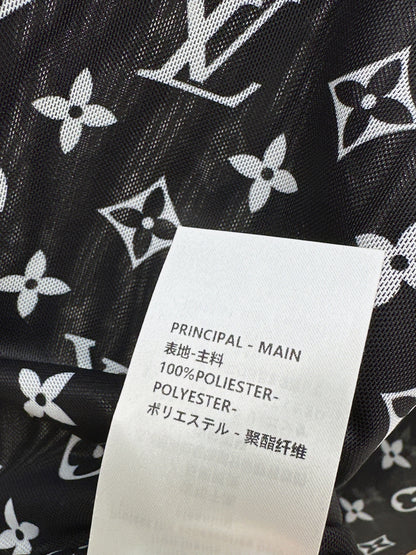 LV
PRINCIPAL - MAIN
表地-主料
100%POLIESTER-
POLYESTER-
ポリエステル - 聚酯纤维